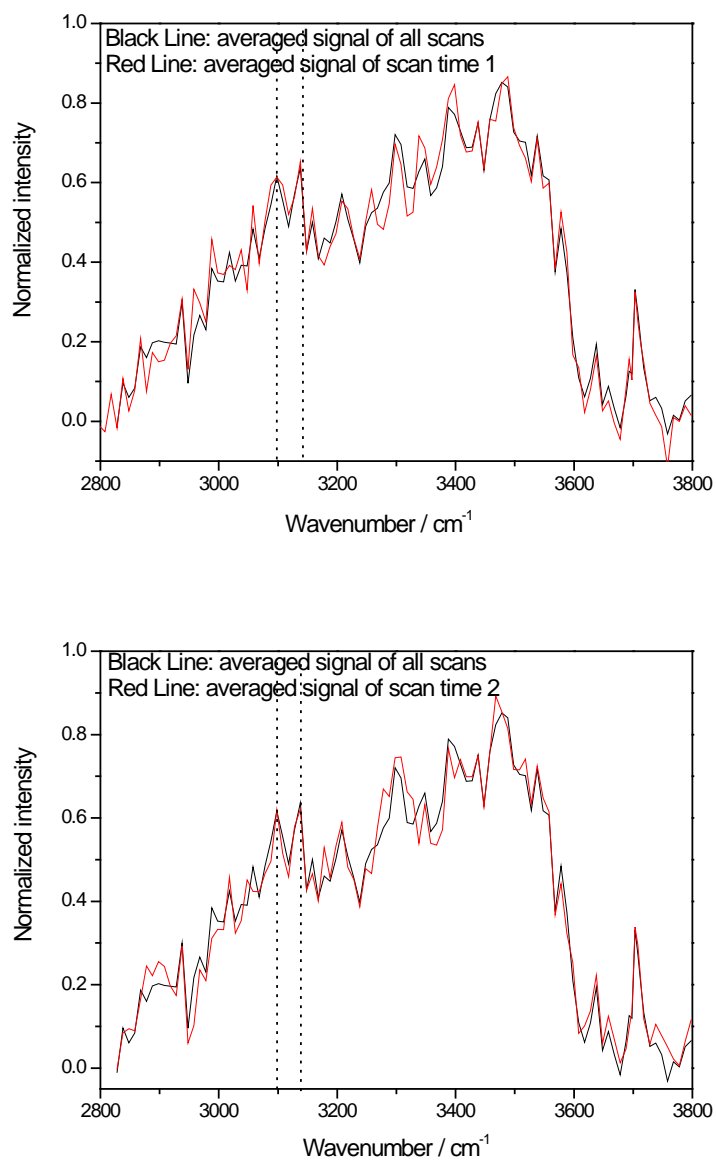 1.0
Black Line: averaged signal of all scans
Red Line: averaged signal of scan time 1
0.8
0.6
0.4
0.2
0.0
Normalized intensity
2800 3000 3200 3400 3600 3800
Wavenumber / cm⁻¹
1.0
Black Line: averaged signal of all scans
Red Line: averaged signal of scan time 2
0.8
0.6
0.4
0.2
0.0
Normalized intensity
2800 3000 3200 3400 3600 3800
Wavenumber / cm⁻¹